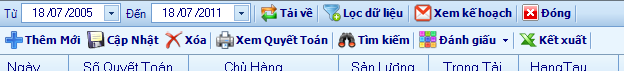 Từ 18/07/2005 Đến 18/07/2011 Tải về Lọc dữ liệu Xem kế hoạch Đóng
Thêm Mới Cập Nhật Xóa Xem Quyết Toán Tìm kiếm Đánh giấu Kết xuất
Ngày Số Quyết Toán Chủ Hàng Sản Lượng Trọng Tải HangTau